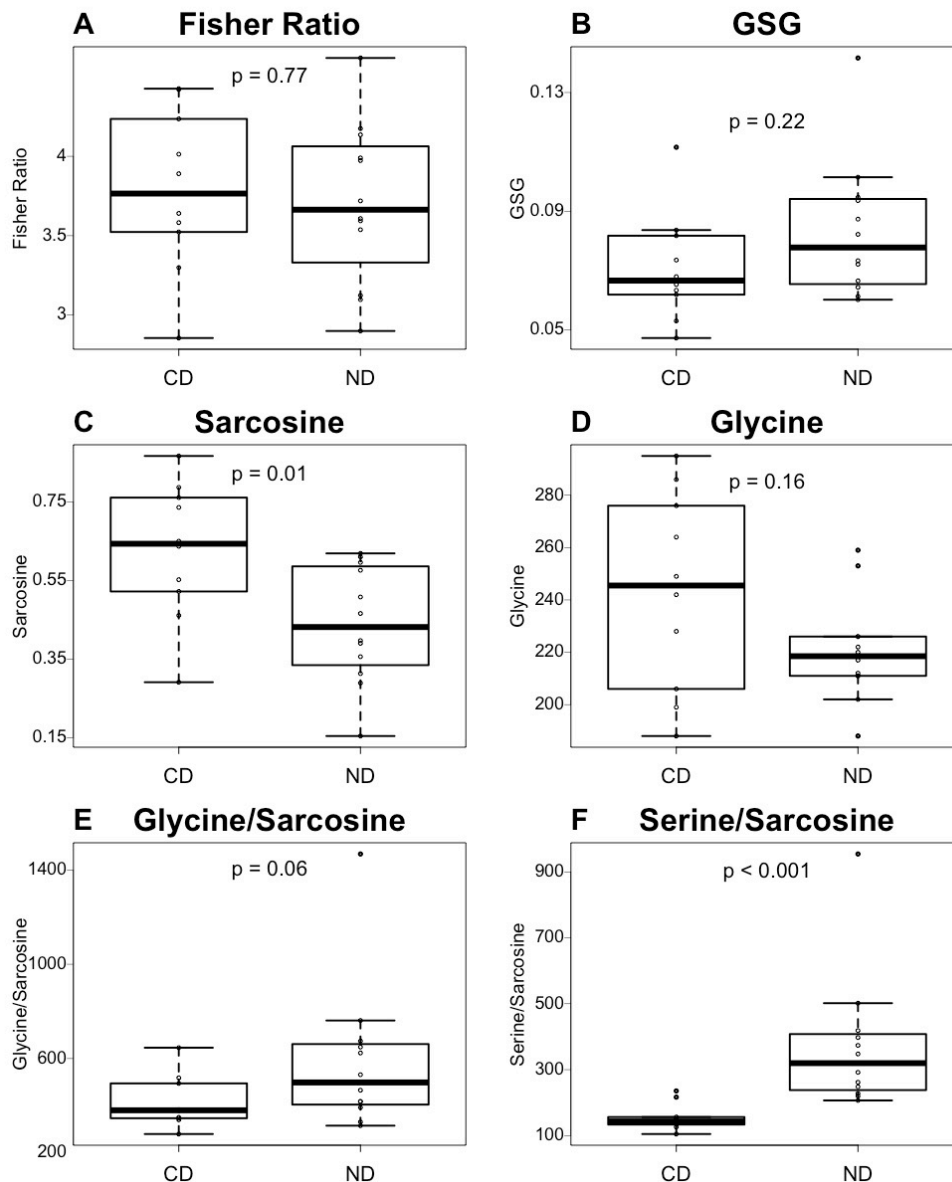 A Fisher Ratio
p = 0.77
Fisher Ratio
4
3.5
3
CD ND
B GSG
p = 0.22
GSG
0.13
0.09
0.05
CD ND
C Sarcosine
p = 0.01
Sarcosine
0.75
0.55
0.35
0.15
CD ND
D Glycine
p = 0.16
Glycine
280
260
240
220
200
CD ND
E Glycine/Sarcosine
p = 0.06
Glycine/Sarcosine
1400
1000
600
200
CD ND
F Serine/Sarcosine
p < 0.001
Serine/Sarcosine
900
700
500
300
100
CD ND